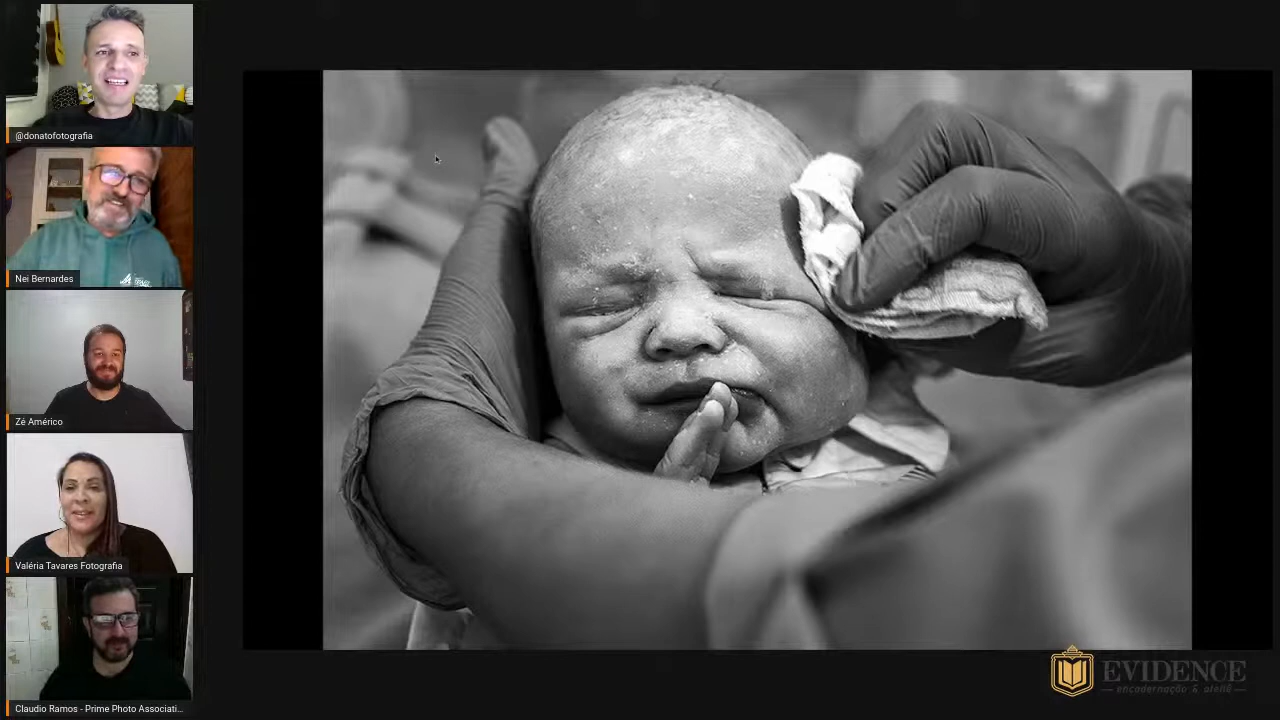 @donatofotografia
Nei Bernardes
Zé Américo
Valéria Tavares Fotografia
Claudio Ramos - Prime Photo Associati...
EVIDENCE
encadernação & ateliê